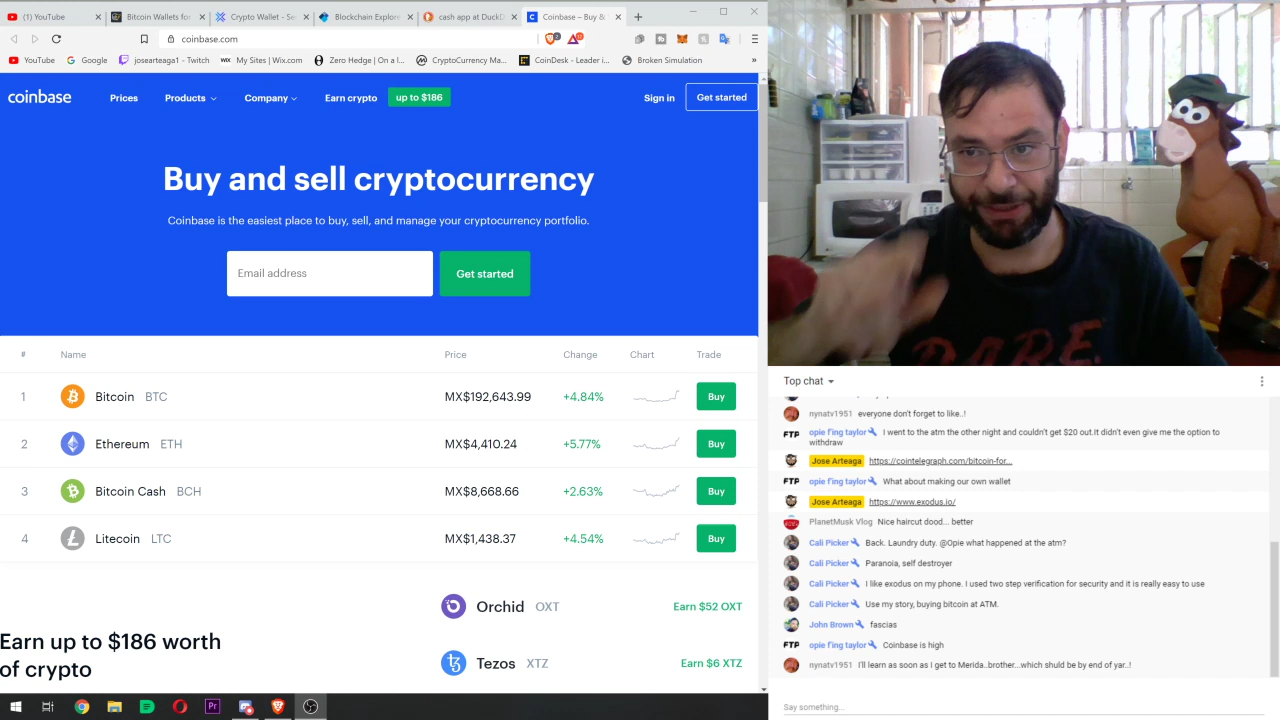 (1) YouTube
Bitcoin Wallets for
Crypto Wallet - Se
Blockchain Explore
cash app at DuckD
Coinbase – Buy &
coinbase.com
YouTube
Google
josearteaga1 - Twitch
WIX My Sites | Wix.com
Zero Hedge | On a l...
CryptoCurrency Ma...
CoinDesk - Leader i...
Broken Simulation
»
coinbase
Prices
Products
Company
Earn crypto
up to $186
Sign in
Get started
Buy and sell cryptocurrency
Coinbase is the easiest place to buy, sell, and manage your cryptocurrency portfolio.
Email address
Get started
# Name Price Change Chart Trade
1 Bitcoin BTC MX$192,643.99 +4.84% Buy
2 Ethereum ETH MX$4,410.24 +5.77% Buy
3 Bitcoin Cash BCH MX$8,668.66 +2.63% Buy
4 Litecoin LTC MX$1,438.37 +4.54% Buy
Earn up to $186 worth
of crypto
Orchid OXT Earn $52 OXT
Tezos XTZ Earn $6 XTZ
Pr
D.A.R.E.
Top chat
nynatv1951 everyone don't forget to like..!
FTP opie f'ing taylor I went to the atm the other night and couldn't get $20 out.It didn't even give me the option to
withdraw
Jose Arteaga https://cointelegraph.com/bitcoin-for...
FTP opie f'ing taylor What about making our own wallet
Jose Arteaga https://www.exodus.io/
PlanetMusk Vlog Nice haircut dood... better
Cali Picker Back. Laundry duty. @Opie what happened at the atm?
Cali Picker Paranoia, self destroyer
Cali Picker I like exodus on my phone. I used two step verification for security and it is really easy to use
Cali Picker Use my story, buying bitcoin at ATM.
John Brown fascias
FTP opie f'ing taylor Coinbase is high
nynatv1951 I'll learn as soon as I get to Merida..brother...which shuld be by end of yar..!
Say something...